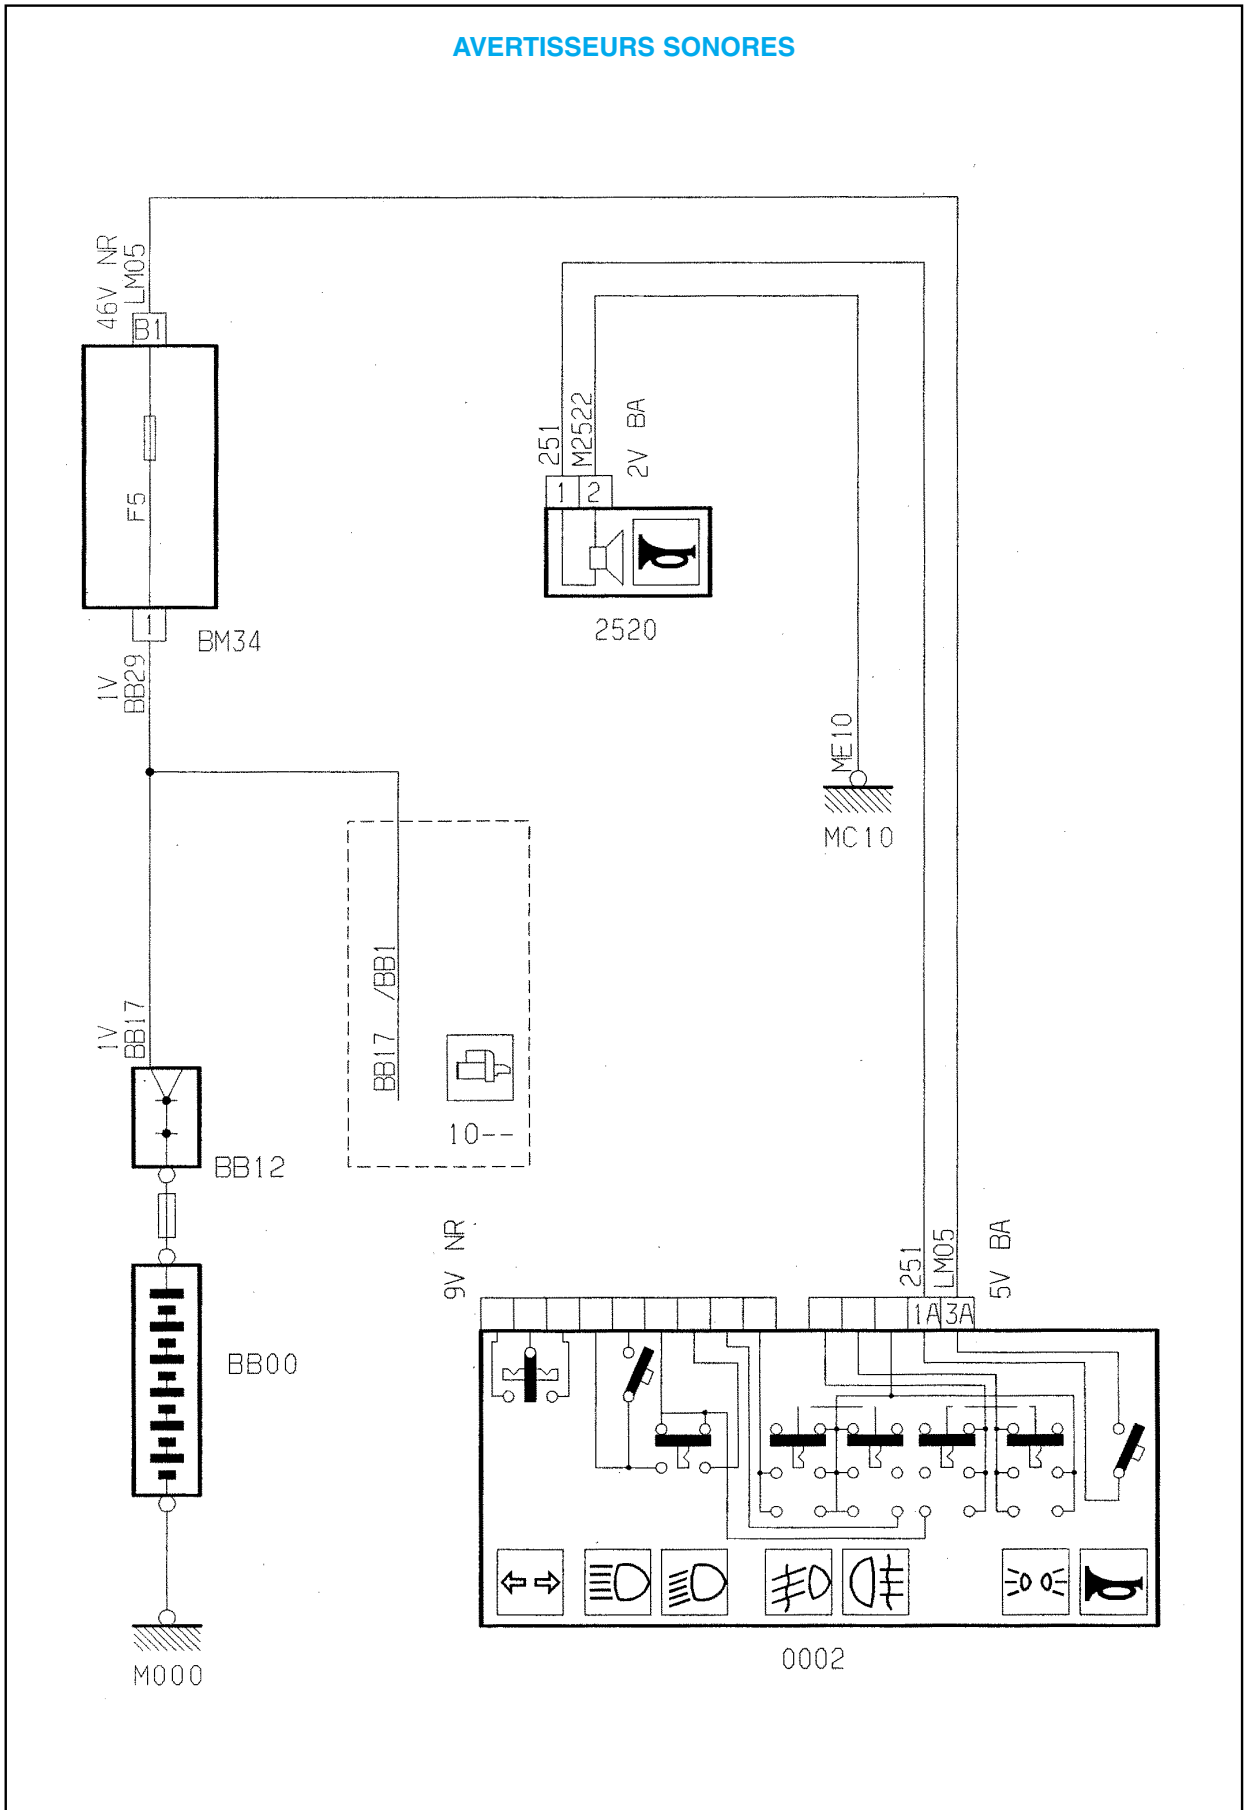 AVERTISSEURS SONORES
46V NR
LM05
B1
F5
1
BM34
1V
BB29
251
M2522
2V BA
1
2
2520
ME10
MC10
BB17 /BB1
10--
1V
BB17
BB12
BB00
M000
9V NR
251
LM05
5V BA
1A
3A
0002